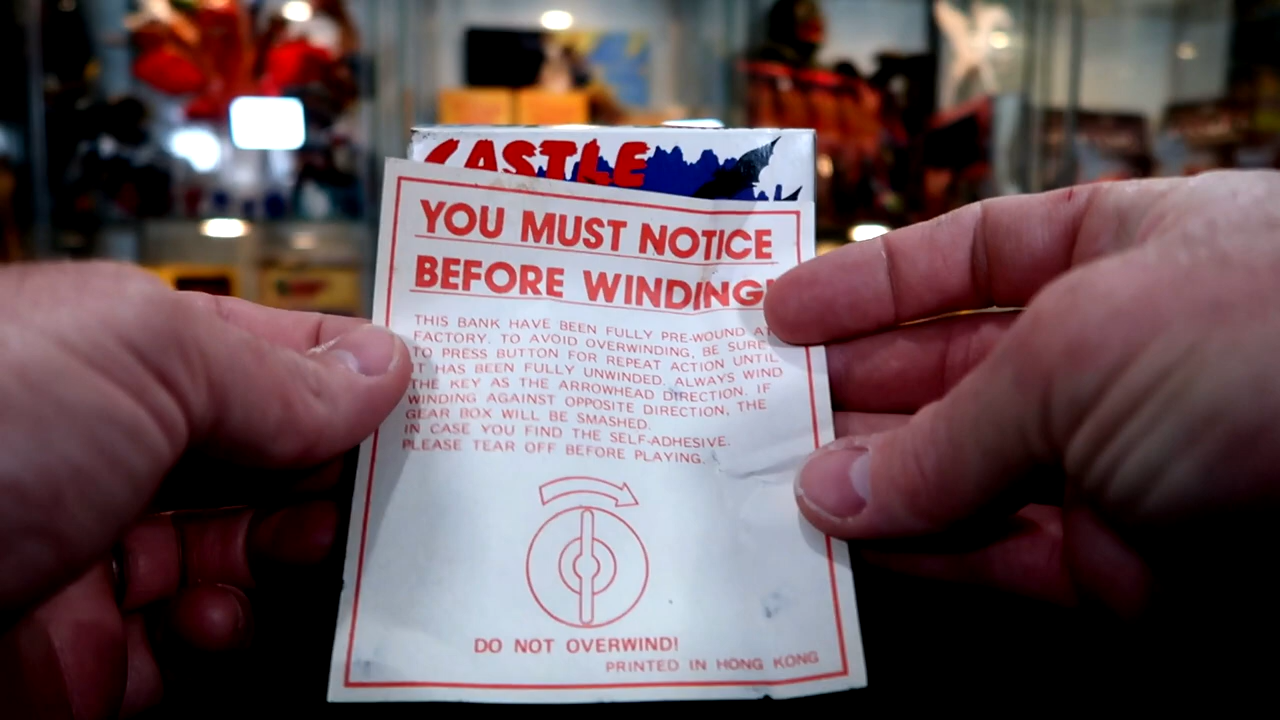 CASTLE
YOU MUST NOTICE
BEFORE WINDING!
THIS BANK HAVE BEEN FULLY PRE-WOUND AT
FACTORY. TO AVOID OVERWINDING, BE SURE
TO PRESS BUTTON FOR REPEAT ACTION UNTIL
IT HAS BEEN FULLY UNWINDED. ALWAYS WIND
THE KEY AS THE ARROWHEAD DIRECTION. IF
WINDING AGAINST OPPOSITE DIRECTION, THE
GEAR BOX WILL BE SMASHED.
IN CASE YOU FIND THE SELF-ADHESIVE.
PLEASE TEAR OFF BEFORE PLAYING.
DO NOT OVERWIND!
PRINTED IN HONG KONG